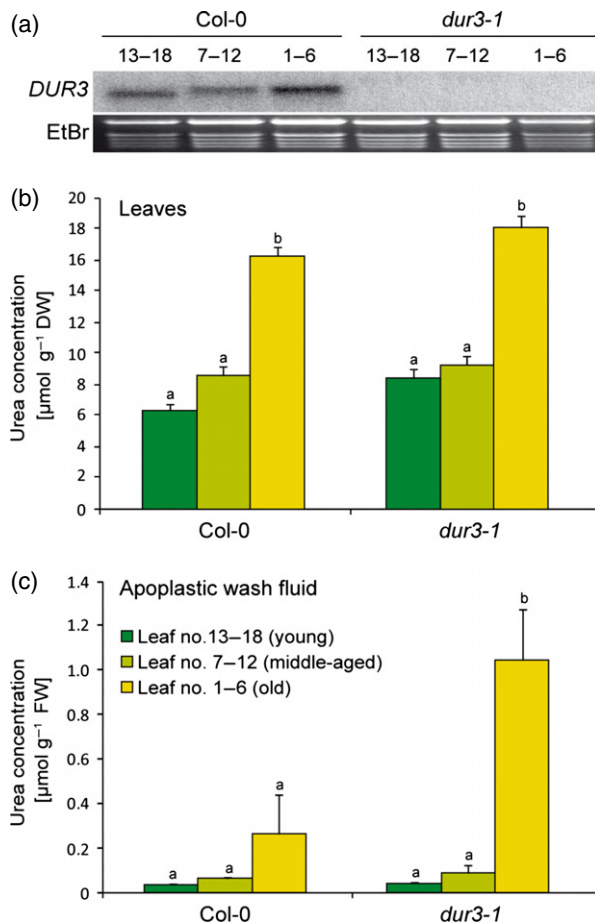 (a)
Col-0 dur3-1
13–18 7–12 1–6 13–18 7–12 1–6
DUR3
EtBr
(b)
Leaves
Urea concentration
[µmol g⁻¹ DW]
20
18
16
14
12
10
8
6
4
2
0
a a b a a b
Col-0 dur3-1
(c)
Apoplastic wash fluid
Leaf no.13–18 (young)
Leaf no. 7–12 (middle-aged)
Leaf no. 1–6 (old)
Urea concentration
[µmol g⁻¹ FW]
1.4
1.2
1.0
0.8
0.6
0.4
0.2
0
a a a a a b
Col-0 dur3-1